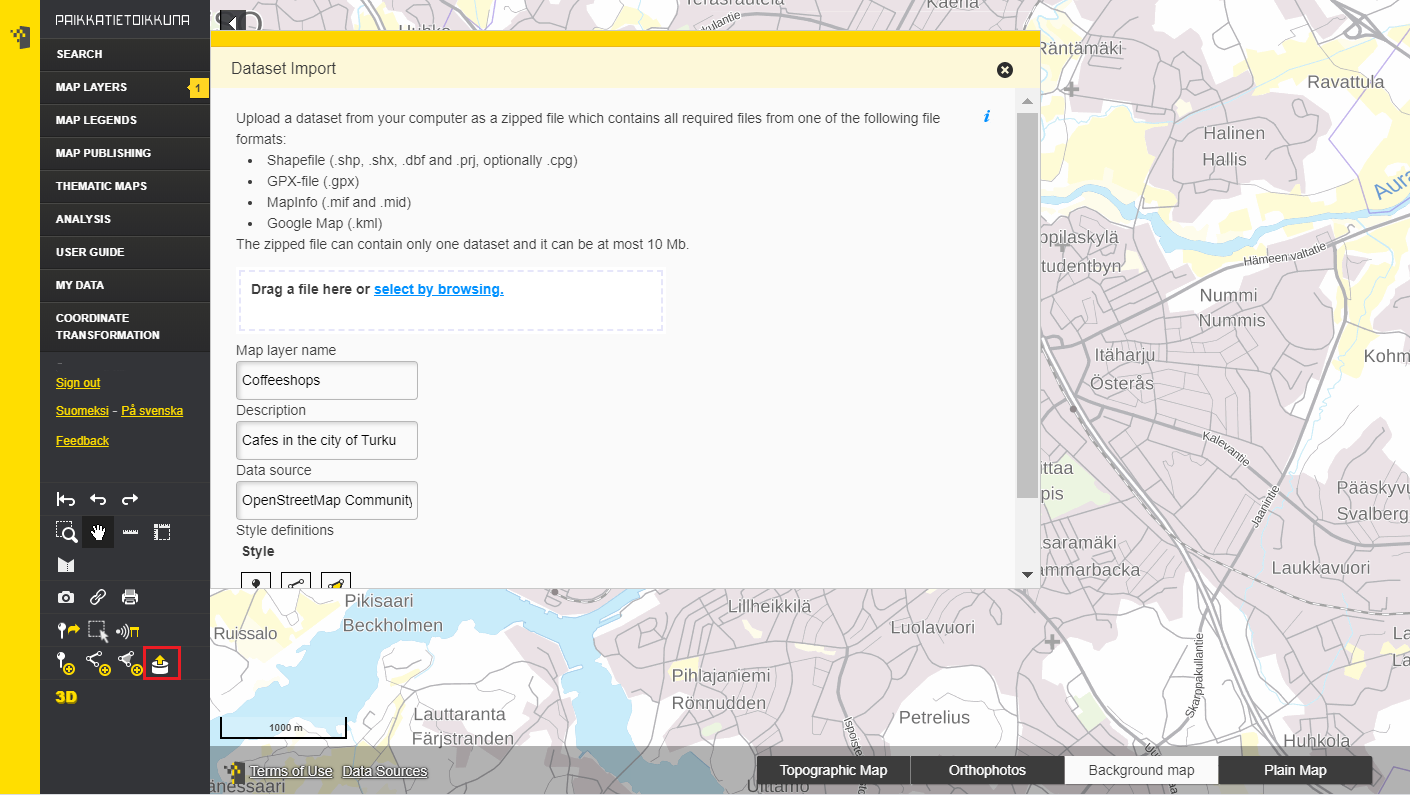 PAIKKATIETOIKKUNA
SEARCH
MAP LAYERS
1
MAP LEGENDS
MAP PUBLISHING
THEMATIC MAPS
ANALYSIS
USER GUIDE
MY DATA
COORDINATE
TRANSFORMATION
Sign out
Suomeksi - På svenska
Feedback
3D
Dataset Import
Upload a dataset from your computer as a zipped file which contains all required files from one of the following file
formats:
• Shapefile (.shp, .shx, .dbf and .prj, optionally .cpg)
• GPX-file (.gpx)
• MapInfo (.mif and .mid)
• Google Map (.kml)
The zipped file can contain only one dataset and it can be at most 10 Mb.
i
Drag a file here or select by browsing.
Map layer name
Coffeeshops
Description
Cafes in the city of Turku
Data source
OpenStreetMap Community
Style definitions
Style
Räntämäki
Ravattula
Halinen
Hallis
Aura
ppilaskylä
tudentbyn
Hämeen valtatie
Nummi
Nummis
Itäharju
Österås
Kohm
Kalevantie
ittaa
pis
Jaanintie
Pääskyvu
Svalberg
saramäki
ammarbacka
Laukkavuori
Pikisaari
Beckholmen
Ruissalo
Lillheikkilä
Luolavuori
Skarppakullantie
Pihlajaniemi
Rönnudden
Lauttaranta
Färjstranden
Petrelius
Ispoiste
Huhkola
Uittamo
änessaari
1000 m
Terms of Use
Data Sources
Topographic Map
Orthophotos
Background map
Plain Map